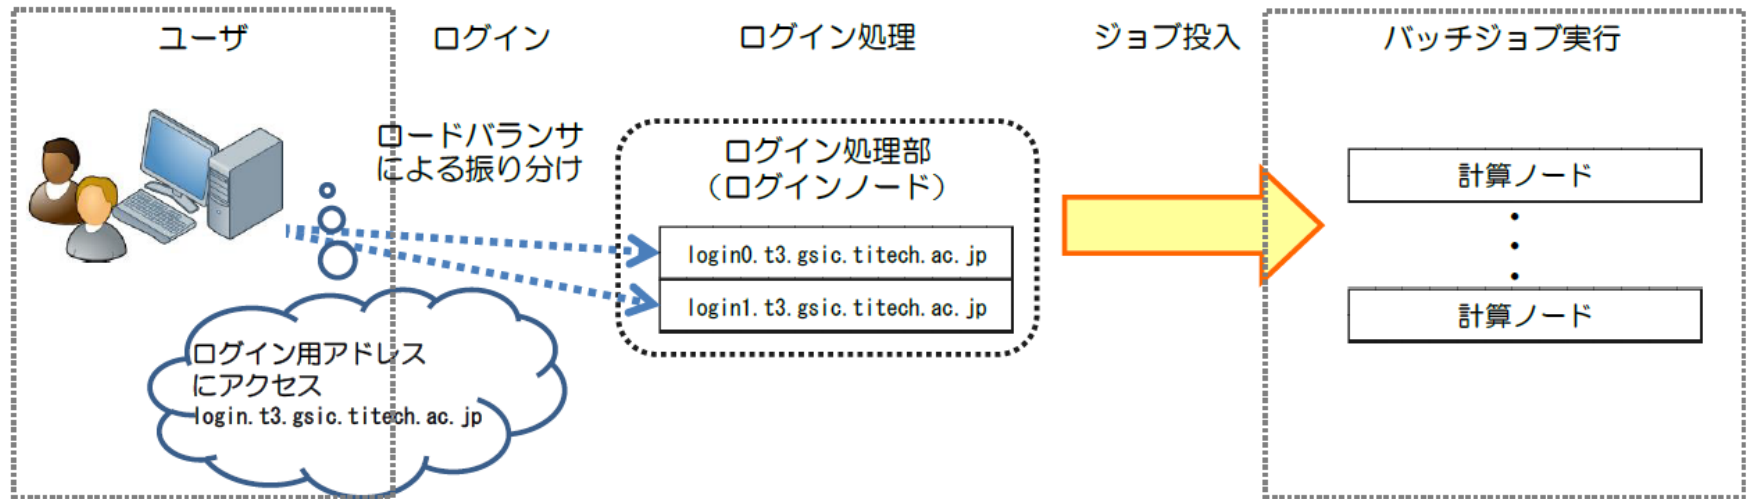 ユーザ
ログイン
ログイン処理
ジョブ投入
バッチジョブ実行
ロードバランサ
による振り分け
ログイン処理部
（ログインノード）
login0.t3.gsic.titech.ac.jp
login1.t3.gsic.titech.ac.jp
計算ノード
計算ノード
ログイン用アドレス
にアクセス
login.t3.gsic.titech.ac.jp